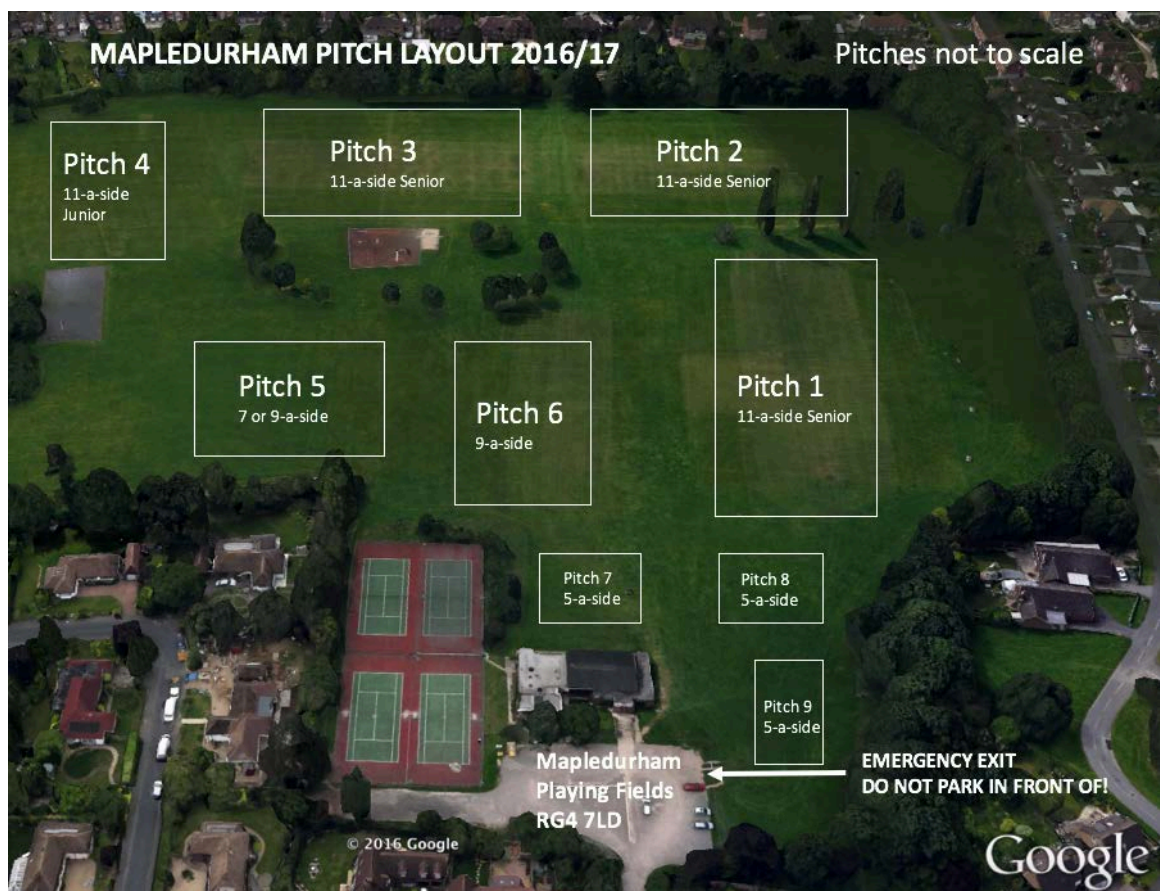 MAPLEDURHAM PITCH LAYOUT 2016/17
Pitches not to scale
Pitch 4
11-a-side
Junior
Pitch 3
11-a-side Senior
Pitch 2
11-a-side Senior
Pitch 5
7 or 9-a-side
Pitch 6
9-a-side
Pitch 1
11-a-side Senior
Pitch 7
5-a-side
Pitch 8
5-a-side
Pitch 9
5-a-side
Mapledurham
Playing Fields
RG4 7LD
EMERGENCY EXIT
DO NOT PARK IN FRONT OF!
© 2016 Google
Google